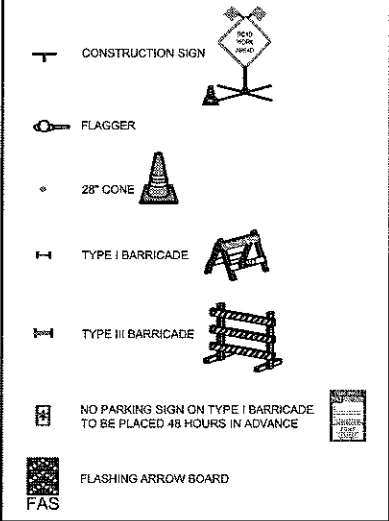 ROAD
WORK
AHEAD
CONSTRUCTION SIGN
FLAGGER
28" CONE
TYPE I BARRICADE
TYPE III BARRICADE
NO PARKING SIGN ON TYPE I BARRICADE
TO BE PLACED 48 HOURS IN ADVANCE
FLASHING ARROW BOARD
FAS